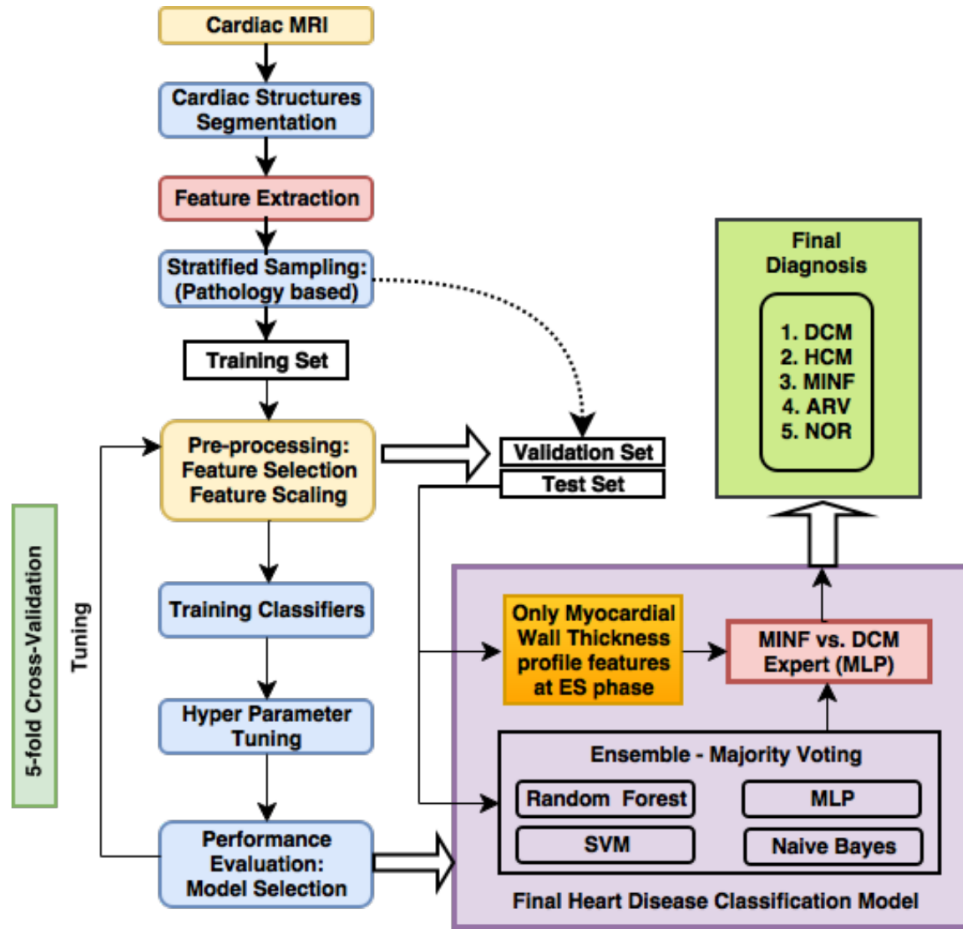 Cardiac MRI
Cardiac Structures
Segmentation
Feature Extraction
Stratified Sampling:
(Pathology based)
Training Set
Pre-processing:
Feature Selection
Feature Scaling
Training Classifiers
Hyper Parameter
Tuning
Performance
Evaluation:
Model Selection
5-fold Cross-Validation
Tuning
Validation Set
Test Set
Final
Diagnosis
1. DCM
2. HCM
3. MINF
4. ARV
5. NOR
Only Myocardial
Wall Thickness
profile features
at ES phase
MINF vs. DCM
Expert (MLP)
Ensemble - Majority Voting
Random Forest
MLP
SVM
Naive Bayes
Final Heart Disease Classification Model